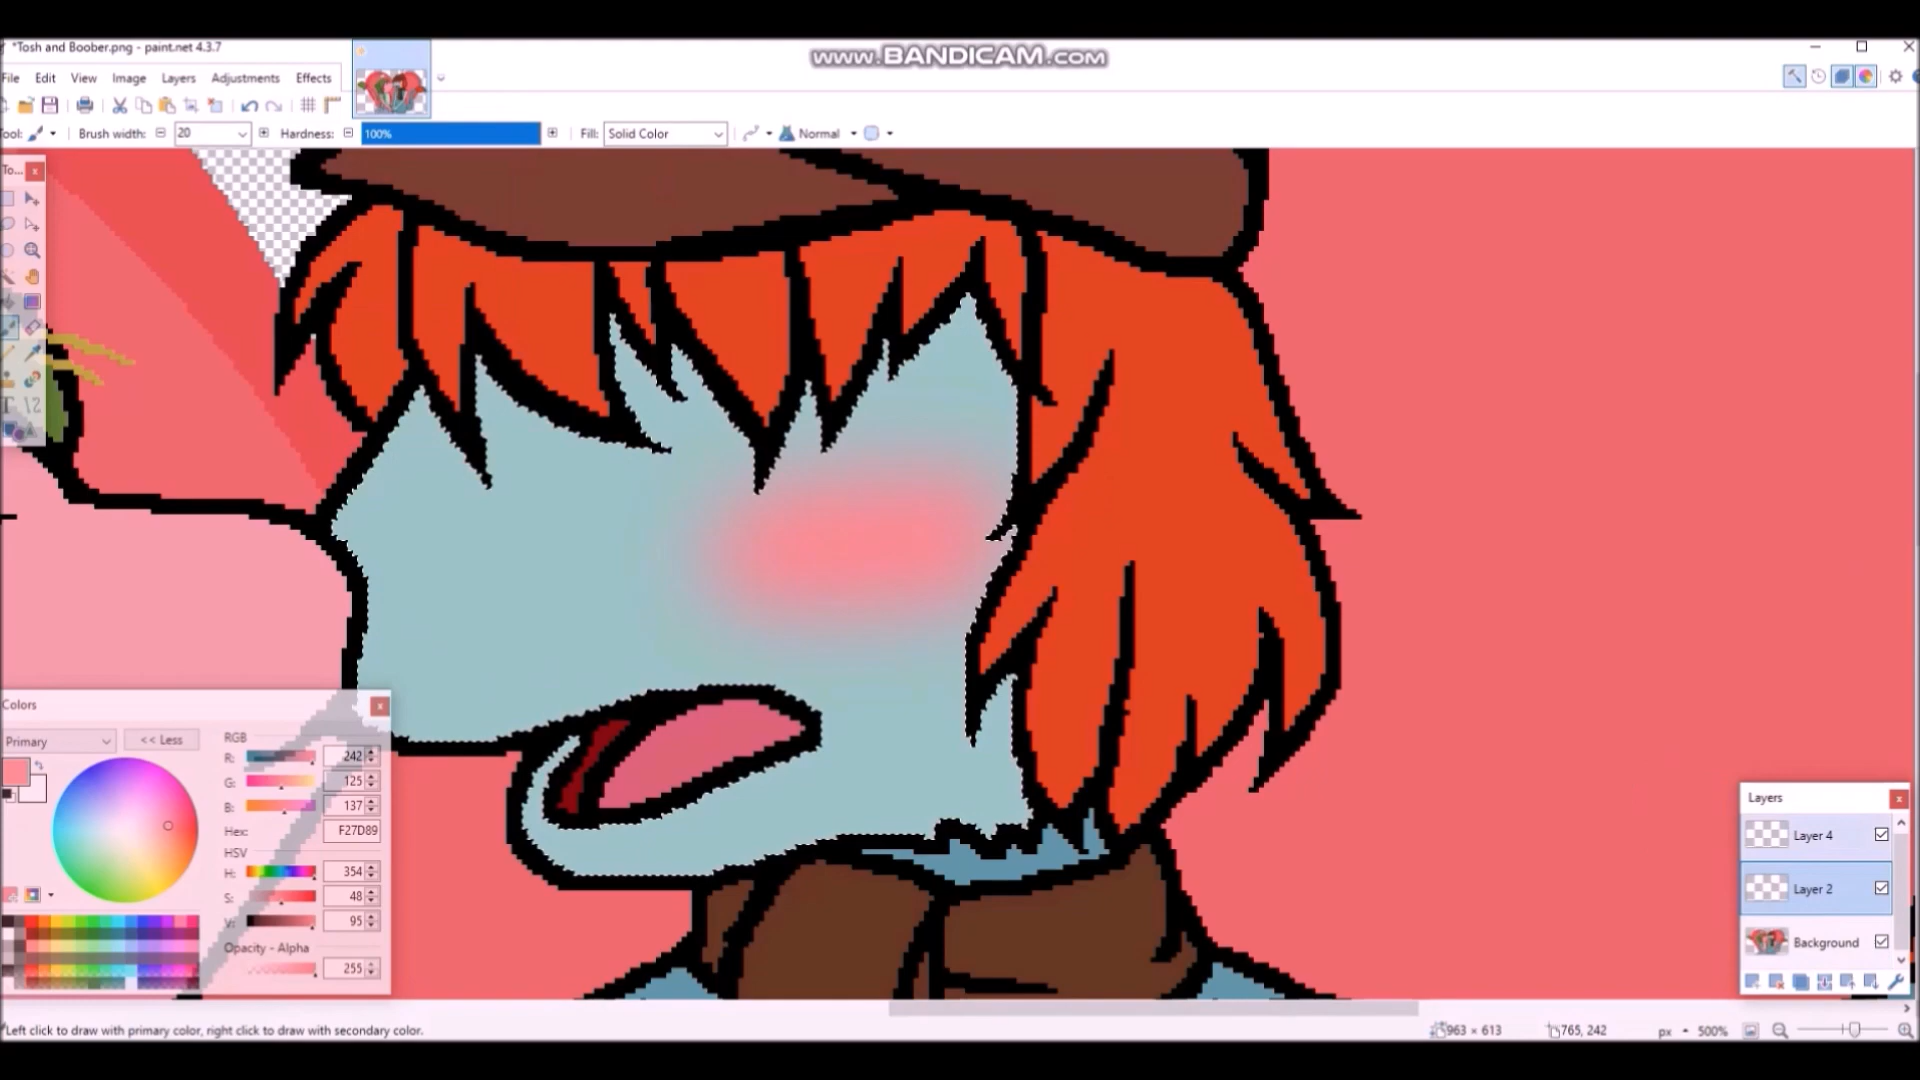 *Tosh and Boober.png - paint.net 4.3.7
www.BANDICAM.com
File Edit View Image Layers Adjustments Effects
Tool: Brush width: 20 Hardness: 100% Fill: Solid Color Normal
To...
Colors
Primary << Less
RGB
R: 242
G: 125
B: 137
Hex: F27D89
HSV
H: 354
S: 48
V: 95
Opacity - Alpha
255
Layers
Layer 4
Layer 2
Background
Left click to draw with primary color, right click to draw with secondary color.
963 × 613 765, 242 px 500%